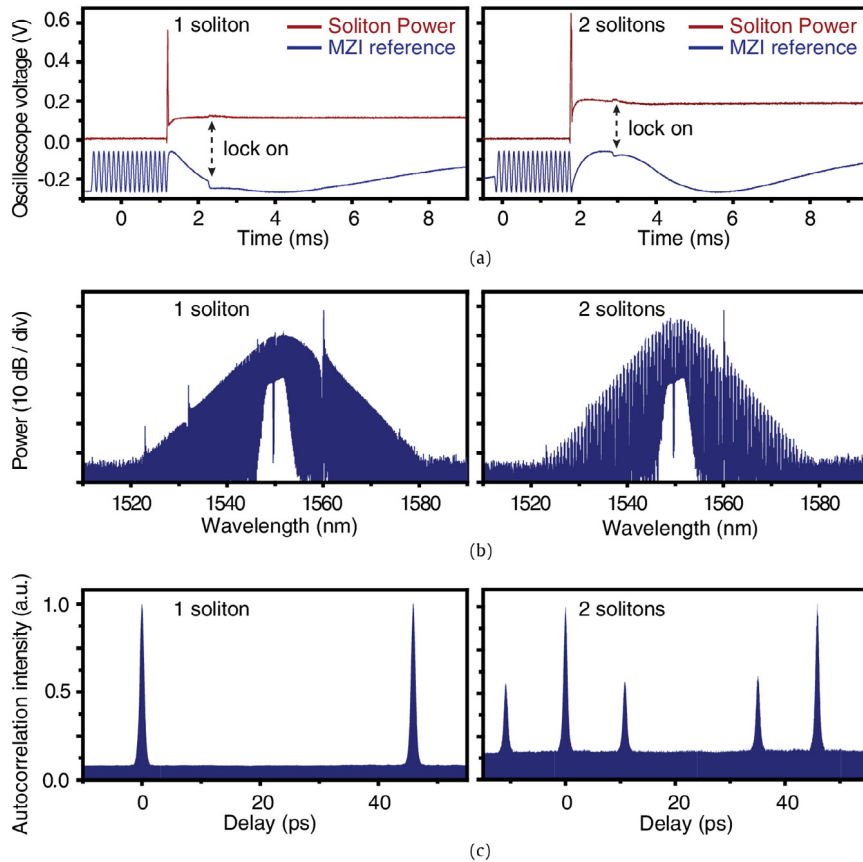 1 soliton
Soliton Power
MZI reference
lock on
Oscilloscope voltage (V)
0.6
0.4
0.2
0.0
-0.2
0 2 4 6 8
Time (ms)
2 solitons
Soliton Power
MZI reference
lock on
0 2 4 6 8
Time (ms)
(a)
1 soliton
Power (10 dB / div)
1520 1540 1560 1580
Wavelength (nm)
2 solitons
1520 1540 1560 1580
Wavelength (nm)
(b)
1 soliton
Autocorrelation intensity (a.u.)
1.0
0.5
0.0
0 20 40
Delay (ps)
2 solitons
0 20 40
Delay (ps)
(c)